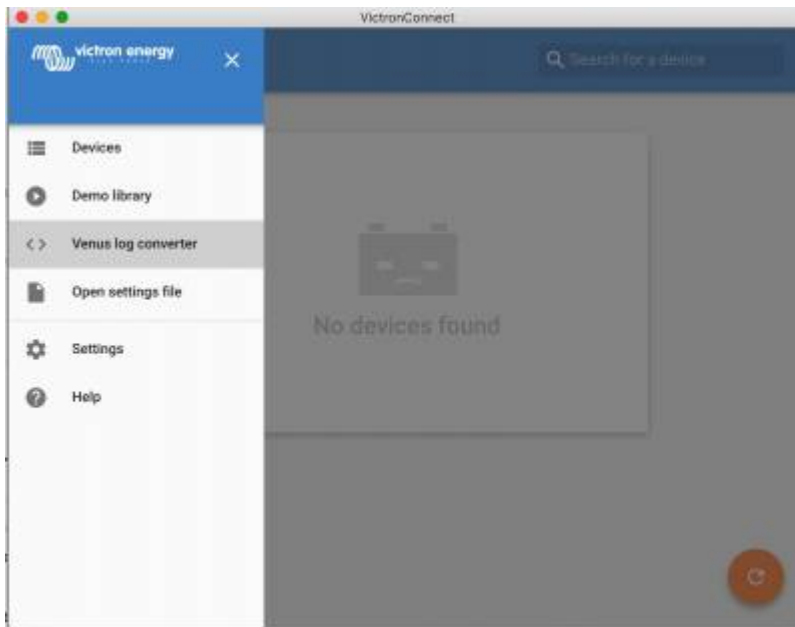 VictronConnect
victron energy
Search for a device
Devices
Demo library
Venus log converter
Open settings file
No devices found
Settings
Help